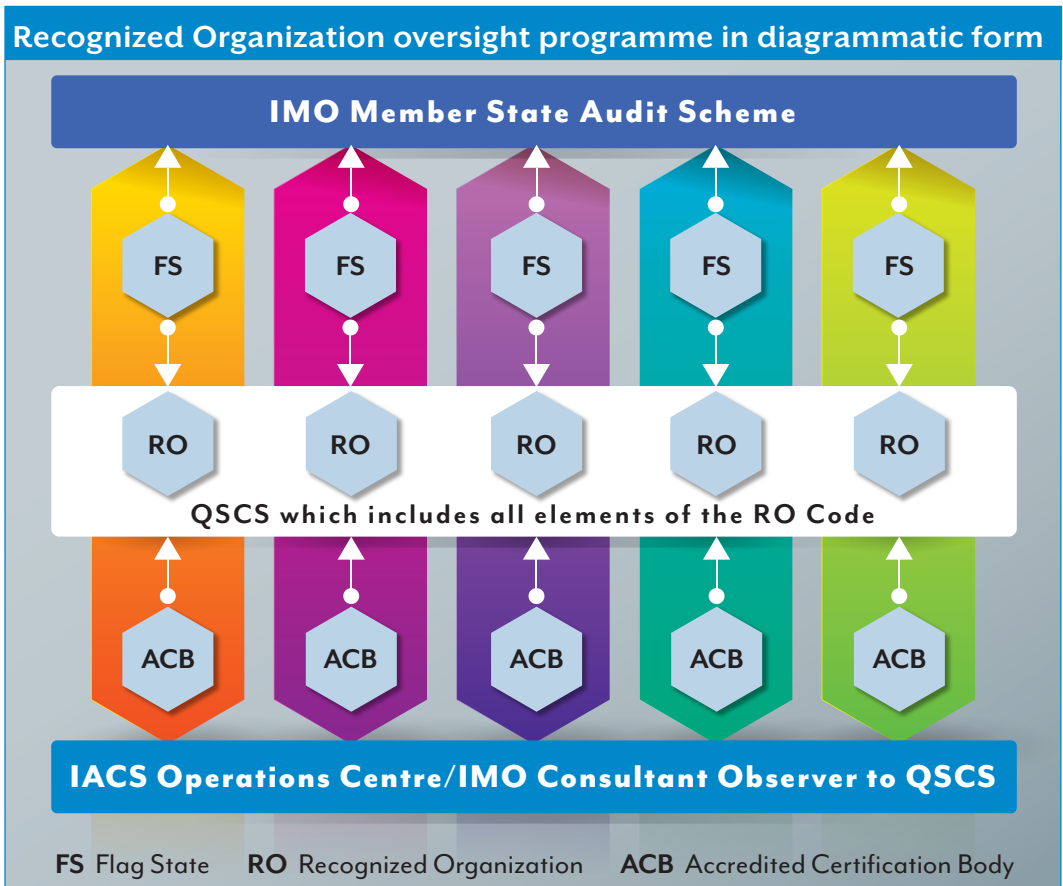 Recognized Organization oversight programme in diagrammatic form
IMO Member State Audit Scheme
FS FS FS FS FS
RO RO RO RO RO
QSCS which includes all elements of the RO Code
ACB ACB ACB ACB ACB
IACS Operations Centre/IMO Consultant Observer to QSCS
FS Flag State RO Recognized Organization ACB Accredited Certification Body